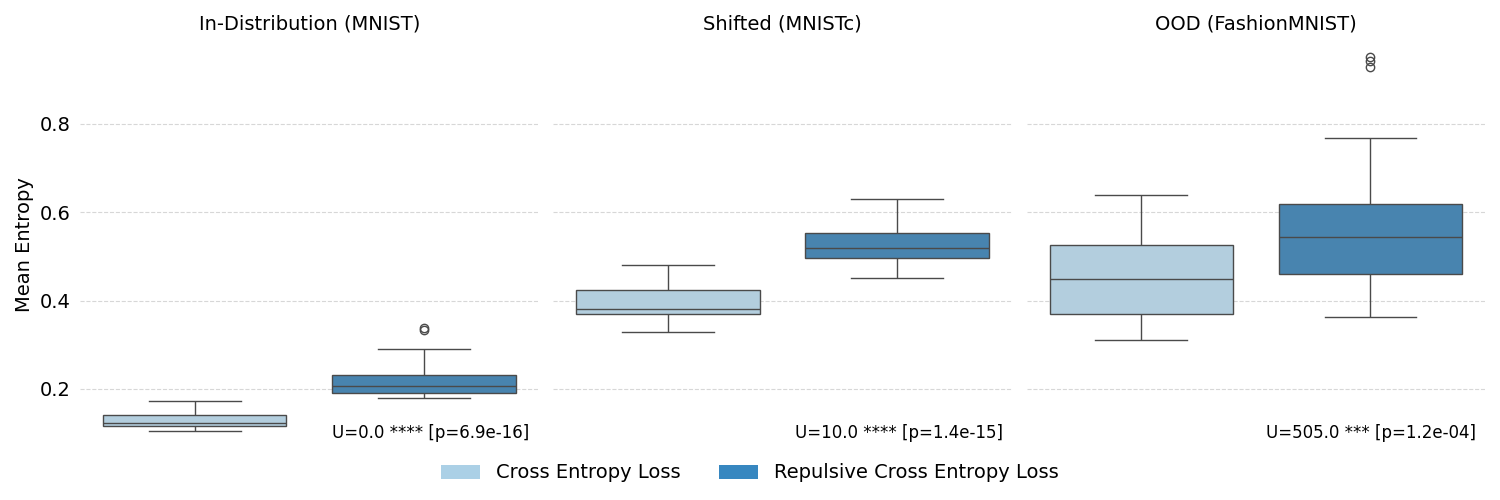 In-Distribution (MNIST)
Shifted (MNISTc)
OOD (FashionMNIST)
Mean Entropy
0.8
0.6
0.4
0.2
U=0.0 **** [p=6.9e-16]
U=10.0 **** [p=1.4e-15]
U=505.0 *** [p=1.2e-04]
Cross Entropy Loss
Repulsive Cross Entropy Loss